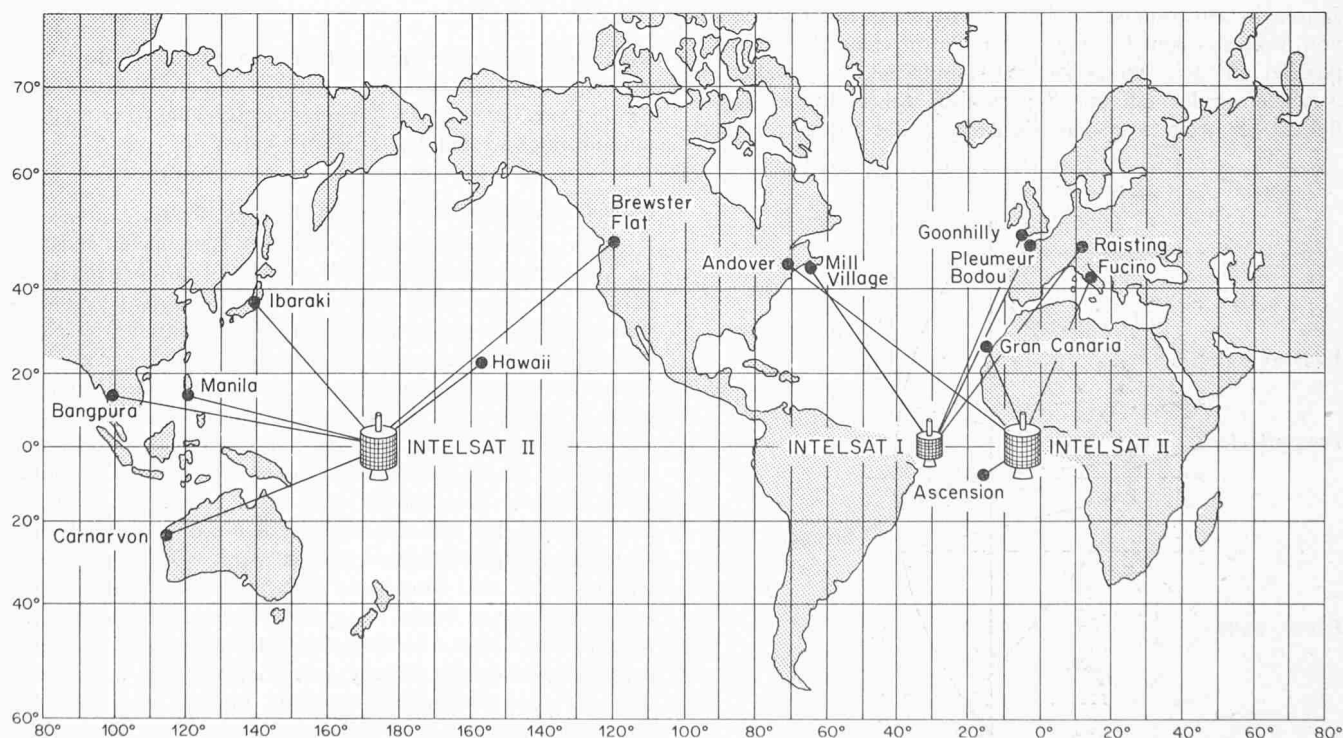 70°
60°
Brewster
Flat
Goonhilly
Raisting
Andover
Mill
Village
Pleumeur
Bodou
Fucino
40°
Ibaraki
Gran Canaria
Hawaii
20°
Manila
Bangpura
0°
INTELSAT II
INTELSAT I
INTELSAT II
Ascension
20°
Carnarvon
40°
60°
80° 100° 120° 140° 160° 180° 160° 140° 120° 100° 80° 60° 40° 20° 0° 20° 40° 60° 80°